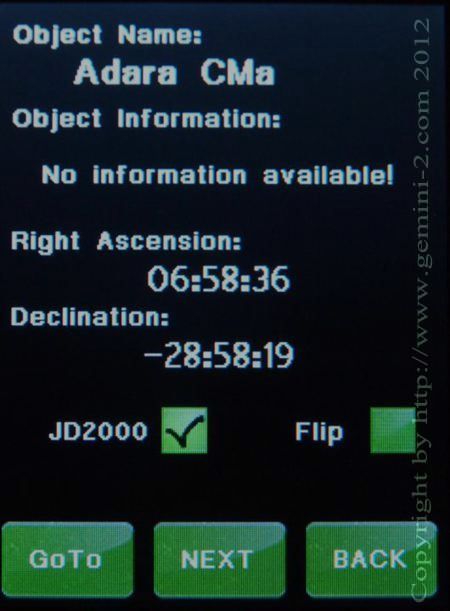 Object Name:
Adara CMa
Object Information:
No information available!
Right Ascension:
06:58:36
Declination:
-28:58:19
JD2000
Flip
GoTo
NEXT
BACK
Copyright by http://www.gemini-2.com 2012